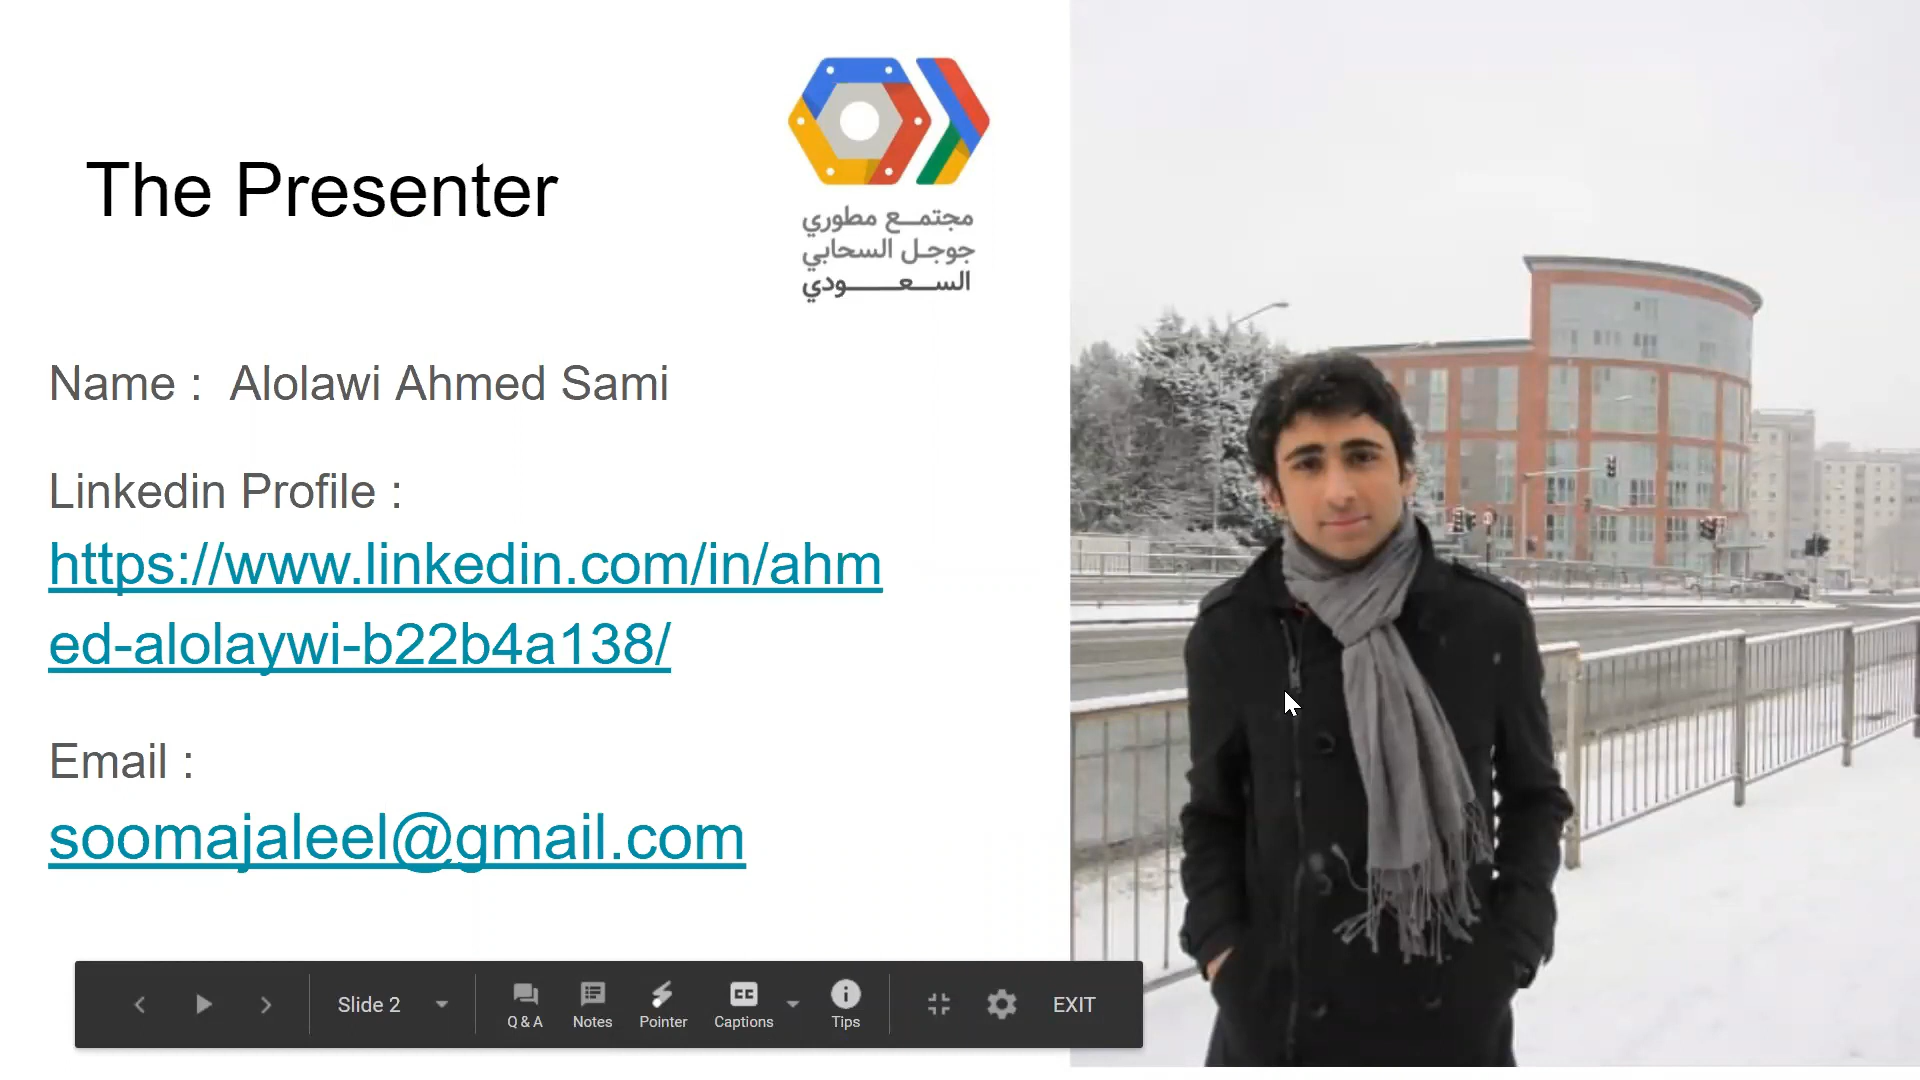 The Presenter
مجتمع مطوري
جوجل السحابي
السعودي
Name : Alolawi Ahmed Sami
Linkedin Profile :
https://www.linkedin.com/in/ahm
ed-alolaywi-b22b4a138/
Email :
soomajaleel@gmail.com
Slide 2
Q & A
Notes
Pointer
CC
Captions
Tips
EXIT